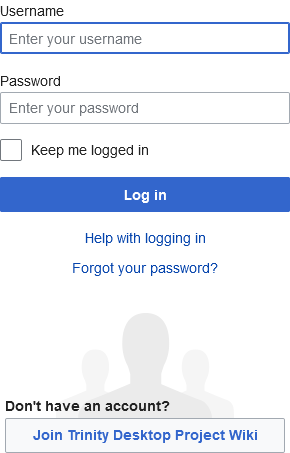 Username
Enter your username
Password
Enter your password
Keep me logged in
Log in
Help with logging in
Forgot your password?
Don't have an account?
Join Trinity Desktop Project Wiki